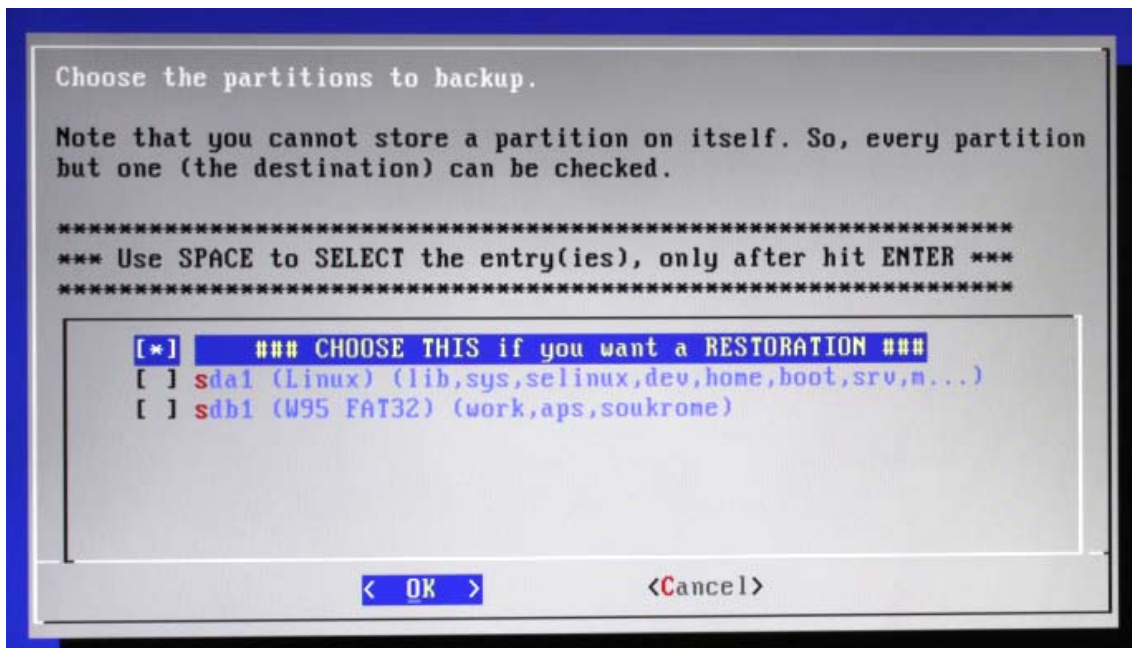 Choose the partitions to backup.
Note that you cannot store a partition on itself. So, every partition
but one (the destination) can be checked.
***************************************************************
*** Use SPACE to SELECT the entry(ies), only after hit ENTER ***
***************************************************************
[*] ### CHOOSE THIS if you want a RESTORATION ###
[ ] sda1 (Linux) (lib,sys,selinux,dev,home,boot,srv,m...)
[ ] sdb1 (W95 FAT32) (work,aps,soukrome)
< OK > <Cancel>